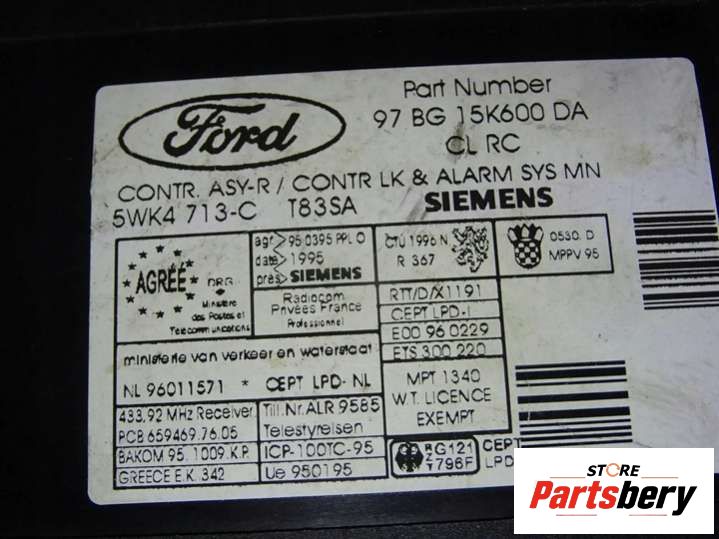 Ford
Part Number
97 BG 15K600 DA
CL RC
CONTR. ASY-R / CONTR LK & ALARM SYS MN
5WK4 713-C T83SA SIEMENS
AGRÉÉ
DRG
Ministère
des Postes et
Télécommunications
agr> 95 0395 PPL 0
date> 1995
prés> SIEMENS
Radiocom
Privées France
Professionnel
CTU 1996 N
R 367
0530. D
MPPV 95
RTT/D/X1191
CEPT LPD-I
E00 96 0229
ETS 300 220
ministerie van verkeer en waterstaat
NL 96011571 * CEPT LPD- NL
MPT 1340
W.T. LICENCE
EXEMPT
433,92 MHz Receiver
PCB 659469.76.05
BAKOM 95. 1009. K.P.
GREECE E.K. 342
Till.Nr. ALR 9585
Telestyrelsen
ICP-100TC-95
Ue 950195
G121
796F
CEPT
LPD-
STORE
Partsbery